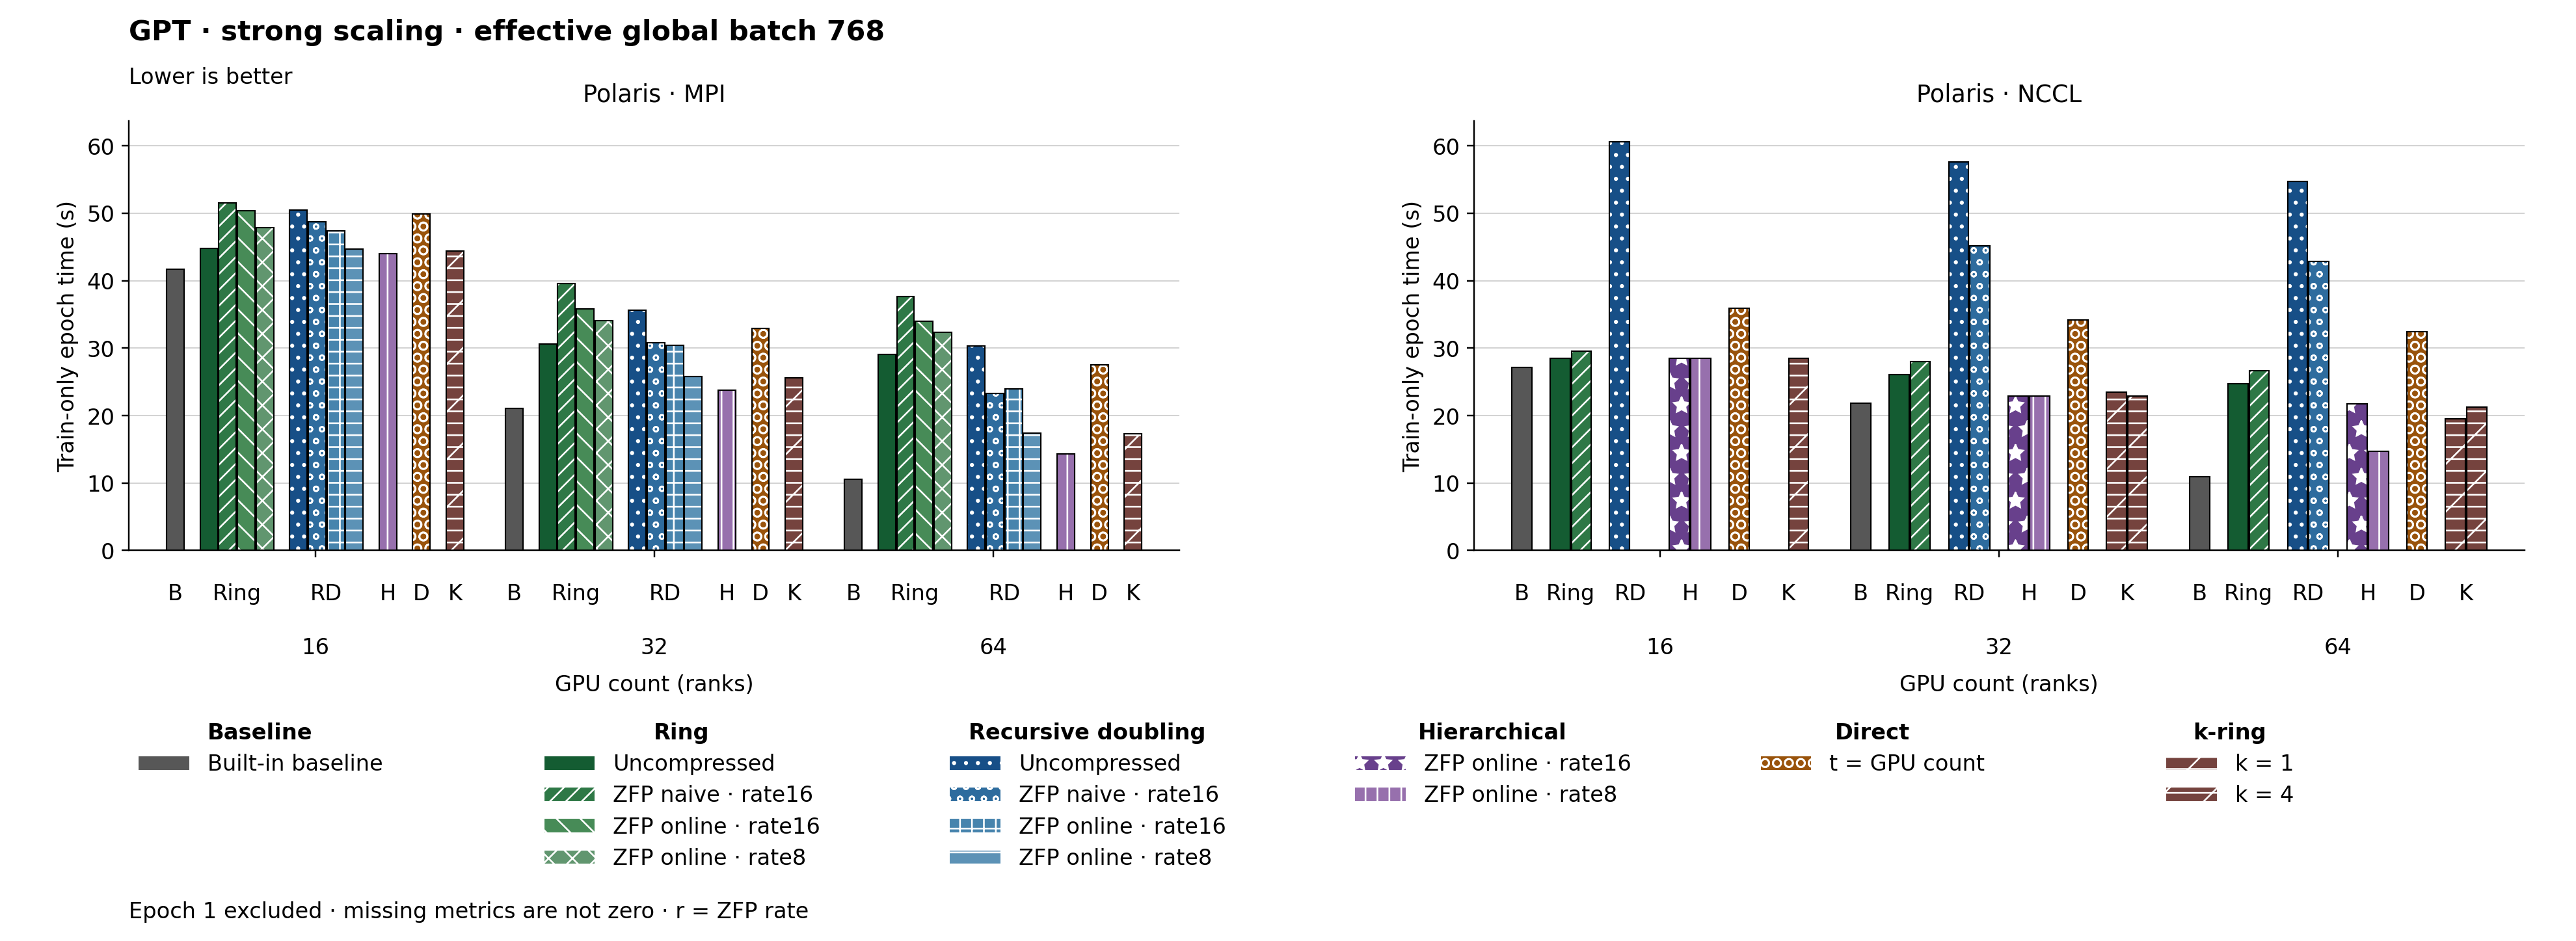 GPT · strong scaling · effective global batch 768
Lower is better
Polaris · MPI
Train-only epoch time (s)
60
50
40
30
20
10
0
B Ring RD H D K B Ring RD H D K B Ring RD H D K
16 32 64
GPU count (ranks)
Polaris · NCCL
Train-only epoch time (s)
60
50
40
30
20
10
0
B Ring RD H D K B Ring RD H D K B Ring RD H D K
16 32 64
GPU count (ranks)
Baseline
Built-in baseline
Ring
Uncompressed
ZFP naive · rate16
ZFP online · rate16
ZFP online · rate8
Recursive doubling
Uncompressed
ZFP naive · rate16
ZFP online · rate16
ZFP online · rate8
Hierarchical
ZFP online · rate16
ZFP online · rate8
Direct
t = GPU count
k-ring
k = 1
k = 4
Epoch 1 excluded · missing metrics are not zero · r = ZFP rate